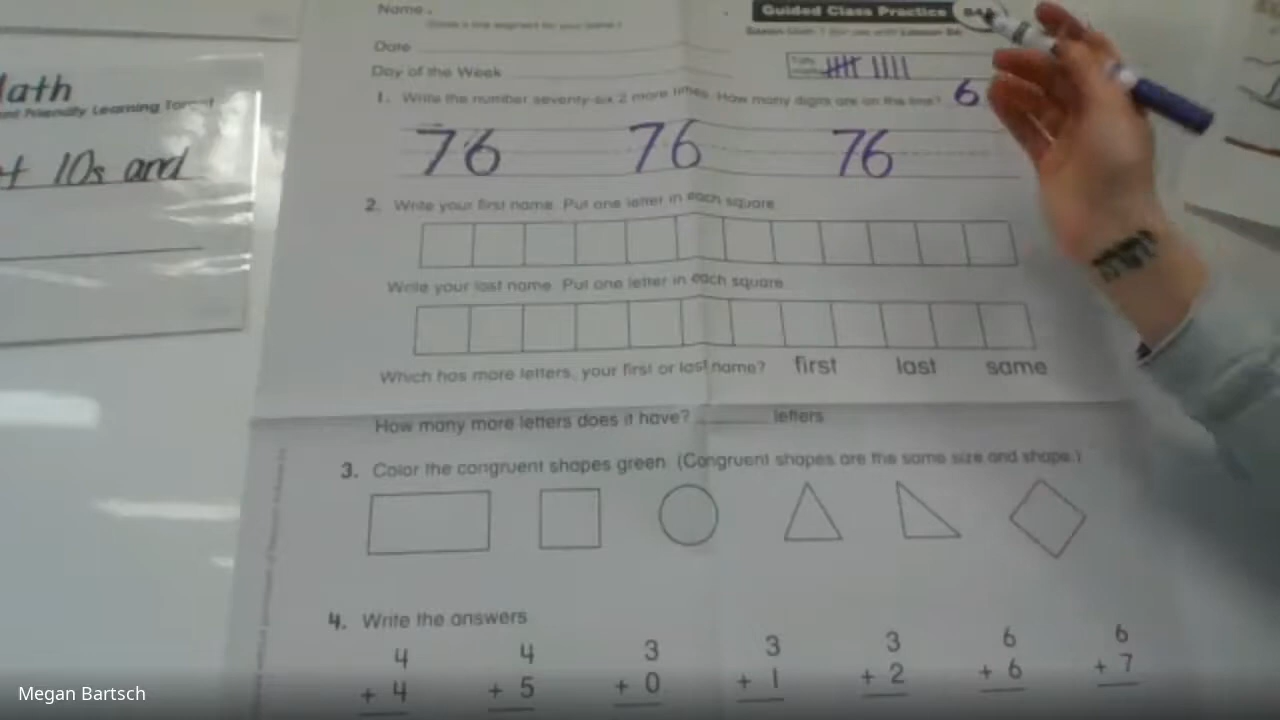 Math
Friendly Learning Target
10s and
Name
Guided Class Practice
Date
Day of the Week
1. Write the number seventy-six 2 more times. How many digits are on the line? 6
76 76 76
2. Write your first name. Put one letter in each square.
Write your last name. Put one letter in each square.
Which has more letters, your first or last name? first last same
How many more letters does it have? ______ letters
3. Color the congruent shapes green. (Congruent shapes are the same size and shape.)
4. Write the answers.
4 4 3 3 3 6 6
+ 4 + 5 + 0 + 1 + 2 + 6 + 7
Megan Bartsch